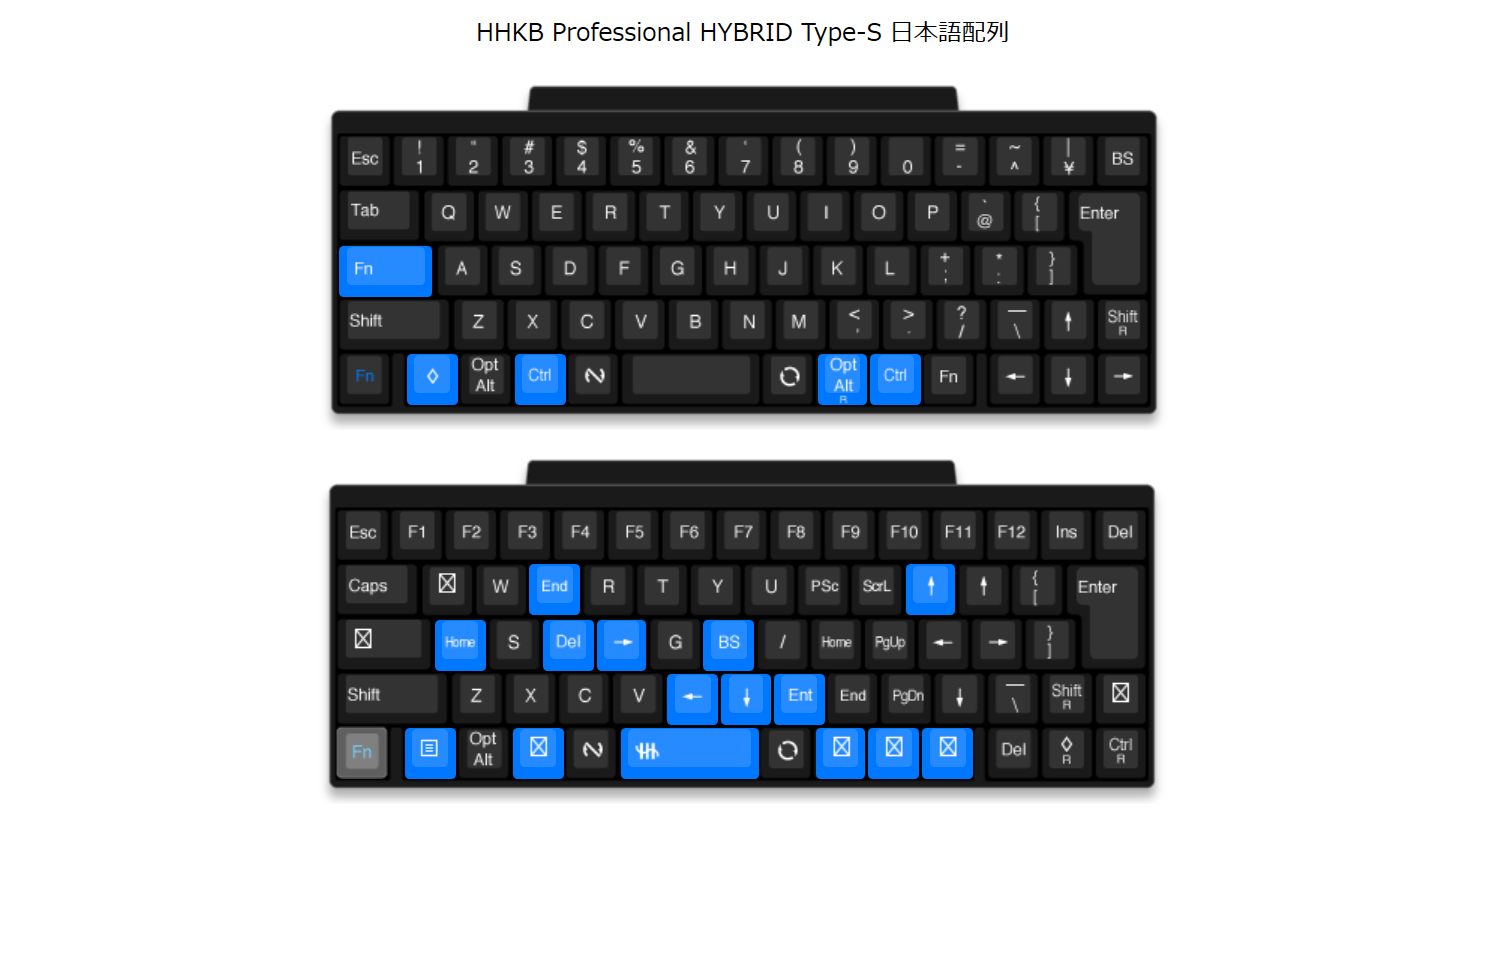 HHKB Professional HYBRID Type-S 日本語配列
Esc ! 1 " 2 # 3 $ 4 % 5 & 6 ' 7 ( 8 ) 9 0 = - ~ ^ | ¥ BS
Tab Q W E R T Y U I O P ` @ { [ Enter
Fn A S D F G H J K L + ; * : } ]
Shift Z X C V B N M < , > . ? / _ \ ↑ Shift R
Fn ◇ Opt Alt Ctrl Opt Alt R Ctrl Fn ← ↓ →
Esc F1 F2 F3 F4 F5 F6 F7 F8 F9 F10 F11 F12 Ins Del
Caps W End R T Y U PSc ScrL ↑ ↑ { [ Enter
Home S Del → G BS / Home PgUp ← → } ]
Shift Z X C V ← ↓ Ent End PgDn ↓ _ \ Shift R
Fn Opt Alt Del ◇ R Ctrl R